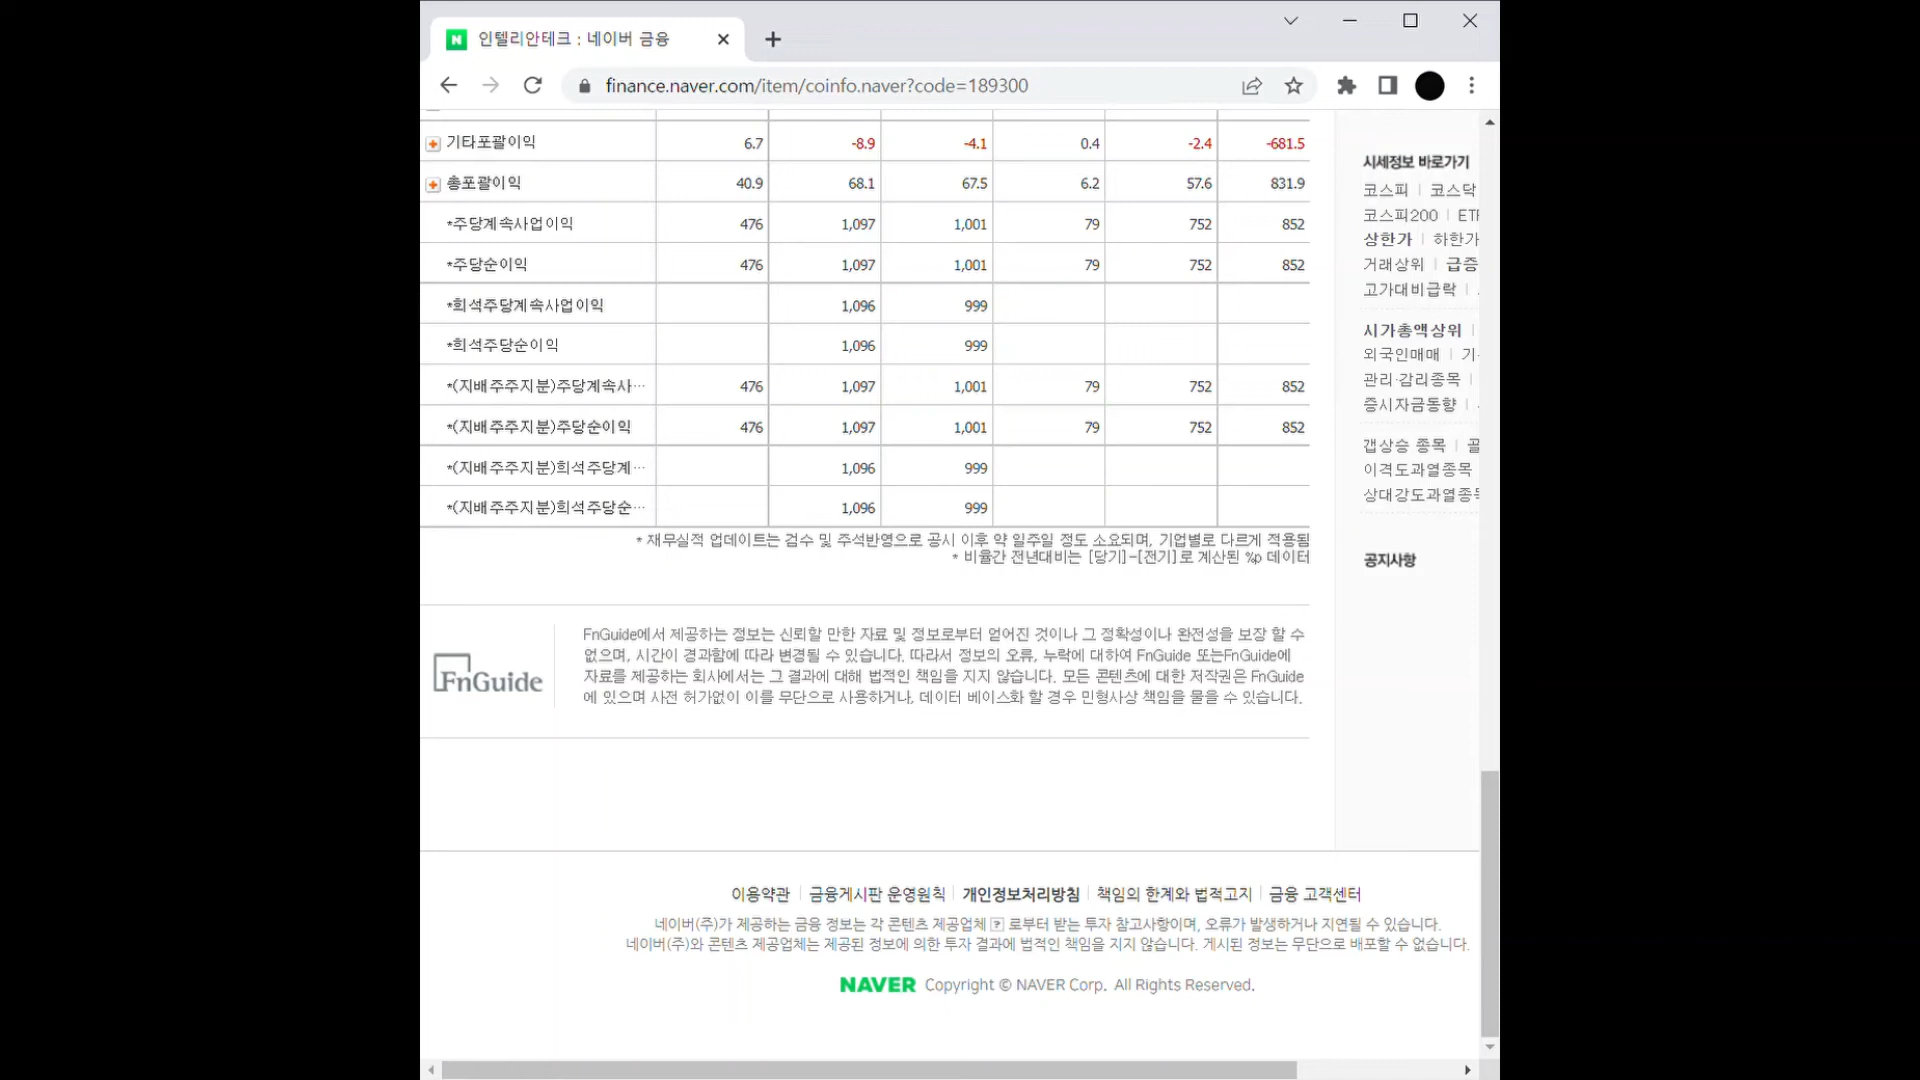 인텔리안테크 : 네이버 금융
finance.naver.com/item/coinfo.naver?code=189300
기타포괄이익 6.7 -8.9 -4.1 0.4 -2.4 -681.5
총포괄이익 40.9 68.1 67.5 6.2 57.6 831.9
*주당계속사업이익 476 1,097 1,001 79 752 852
*주당순이익 476 1,097 1,001 79 752 852
*희석주당계속사업이익 1,096 999
*희석주당순이익 1,096 999
*(지배주주지분)주당계속사… 476 1,097 1,001 79 752 852
*(지배주주지분)주당순이익 476 1,097 1,001 79 752 852
*(지배주주지분)희석주당계… 1,096 999
*(지배주주지분)희석주당순… 1,096 999
* 재무실적 업데이트는 검수 및 주석반영으로 공시 이후 약 일주일 정도 소요되며, 기업별로 다르게 적용됨
* 비율간 전년대비는 [당기]-[전기]로 계산된 %p 데이터
FnGuide
FnGuide에서 제공하는 정보는 신뢰할 만한 자료 및 정보로부터 얻어진 것이나 그 정확성이나 완전성을 보장 할 수
없으며, 시간이 경과함에 따라 변경될 수 있습니다. 따라서 정보의 오류, 누락에 대하여 FnGuide 또는FnGuide에
자료를 제공하는 회사에서는 그 결과에 대해 법적인 책임을 지지 않습니다. 모든 콘텐츠에 대한 저작권은 FnGuide
에 있으며 사전 허가없이 이를 무단으로 사용하거나, 데이터 베이스화 할 경우 민형사상 책임을 물을 수 있습니다.
시세정보 바로가기
코스피 | 코스닥
코스피200 | ETF
상한가 | 하한가
거래상위 | 급증
고가대비급락 |
시가총액상위 |
외국인매매 | 기
관리·감리종목 |
증시자금동향 |
갭상승 종목 | 골
이격도과열종목
상대강도과열종목
공지사항
이용약관 | 금융게시판 운영원칙 | 개인정보처리방침 | 책임의 한계와 법적고지 | 금융 고객센터
네이버(주)가 제공하는 금융 정보는 각 콘텐츠 제공업체 ? 로부터 받는 투자 참고사항이며, 오류가 발생하거나 지연될 수 있습니다.
네이버(주)와 콘텐츠 제공업체는 제공된 정보에 의한 투자 결과에 법적인 책임을 지지 않습니다. 게시된 정보는 무단으로 배포할 수 없습니다.
NAVER Copyright © NAVER Corp. All Rights Reserved.